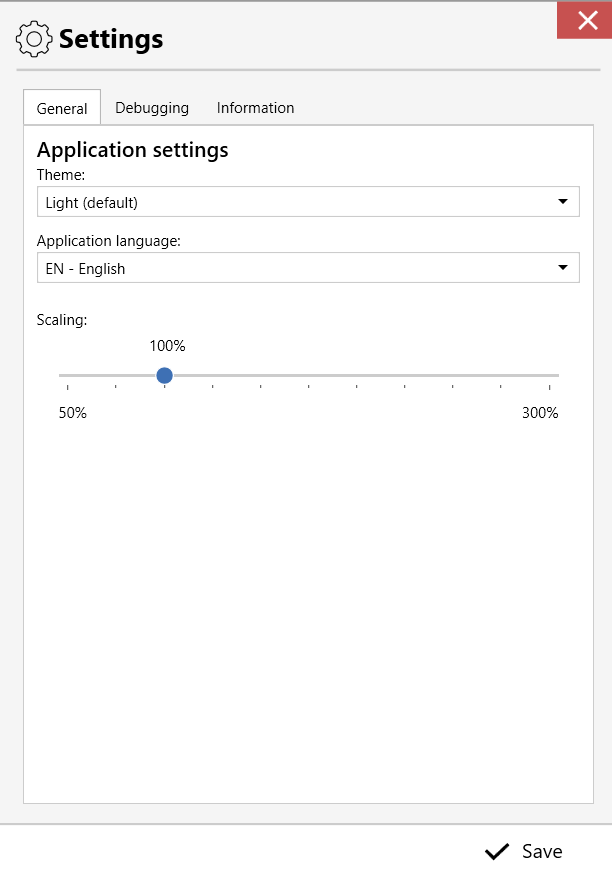 Settings
General Debugging Information
Application settings
Theme:
Light (default)
Application language:
EN - English
Scaling:
100%
50% 300%
Save